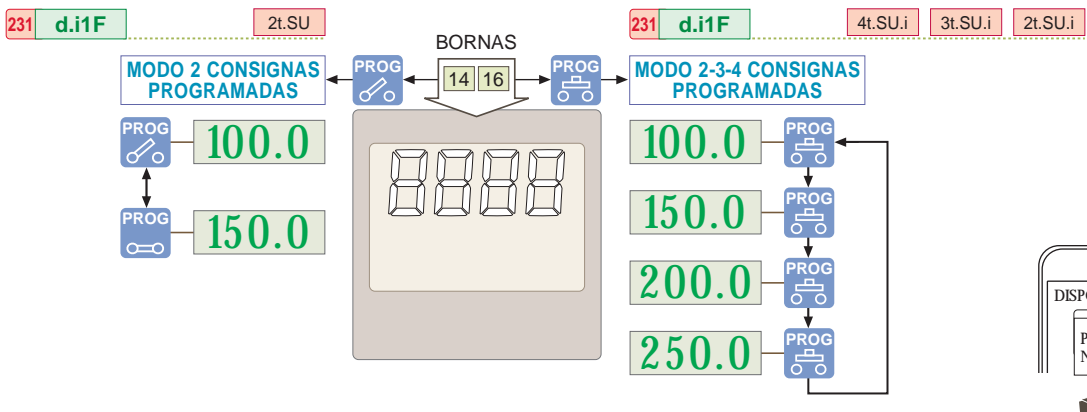 231 d.i1F 2t.SU
231 d.i1F 4t.SU.i 3t.SU.i 2t.SU.i
BORNAS
14 16
MODO 2 CONSIGNAS
PROGRAMADAS
PROG
PROG
MODO 2-3-4 CONSIGNAS
PROGRAMADAS
PROG
100.0
PROG
150.0
100.0
PROG
150.0
PROG
200.0
PROG
250.0
PROG